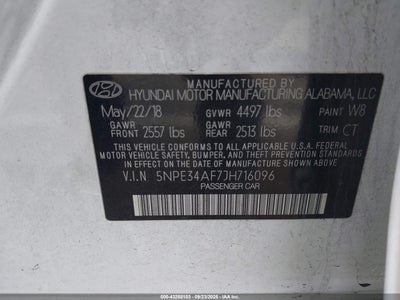 MANUFACTURED BY
HYUNDAI MOTOR MANUFACTURING ALABAMA, LLC
May/22/18 GVWR 4497 lbs PAINT W8
GAWR FRONT 2557 lbs GAWR REAR 2513 lbs TRIM CT
THIS VEHICLE CONFORMS TO ALL APPLICABLE U.S. FEDERAL
MOTOR VEHICLE SAFETY, BUMPER, AND THEFT PREVENTION
STANDARDS IN EFFECT ON THE DATE OF MANUFACTURE SHOWN ABOVE.
V.I.N 5NPE34AF7JH716096
PASSENGER CAR